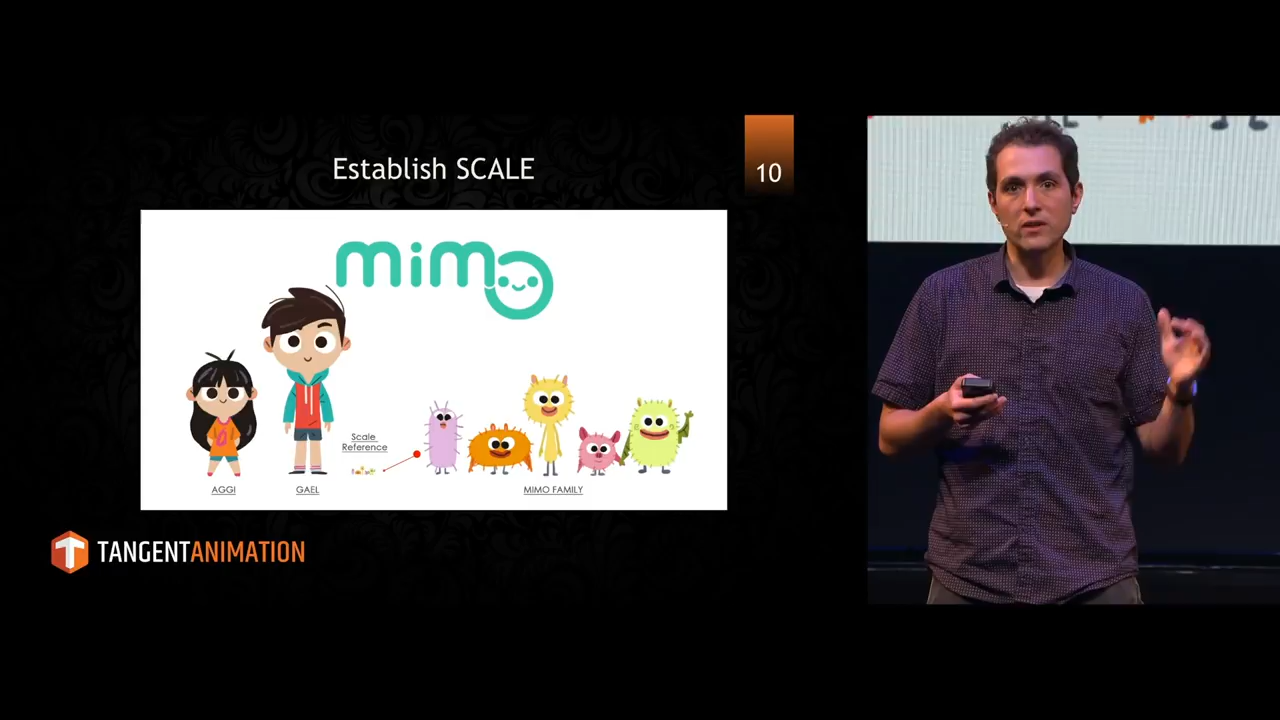 Establish SCALE
10
mimo
Scale
Reference
AGGI
GAEL
MIMO FAMILY
TANGENTANIMATION